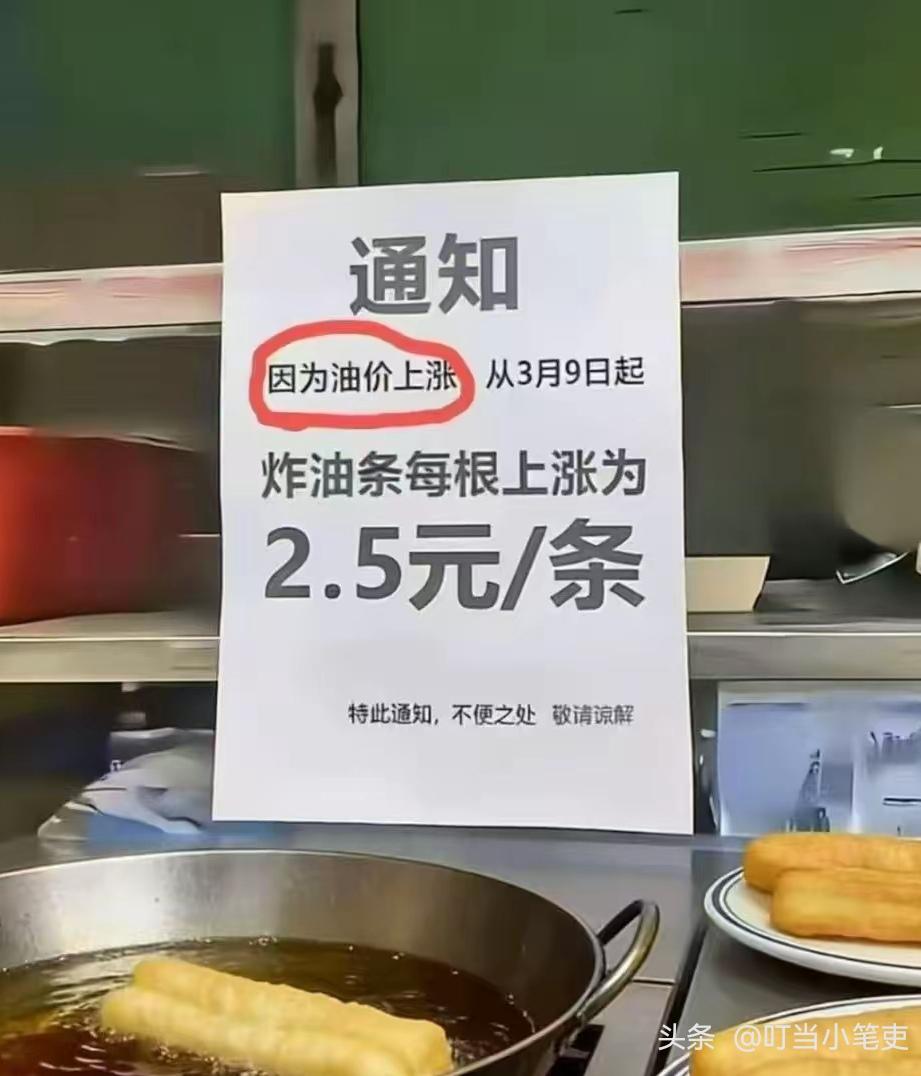 通知
因为油价上涨 从3月9日起
炸油条每根上涨为
2.5元/条
特此通知，不便之处 敬请谅解
头条 @叮当小笔吏